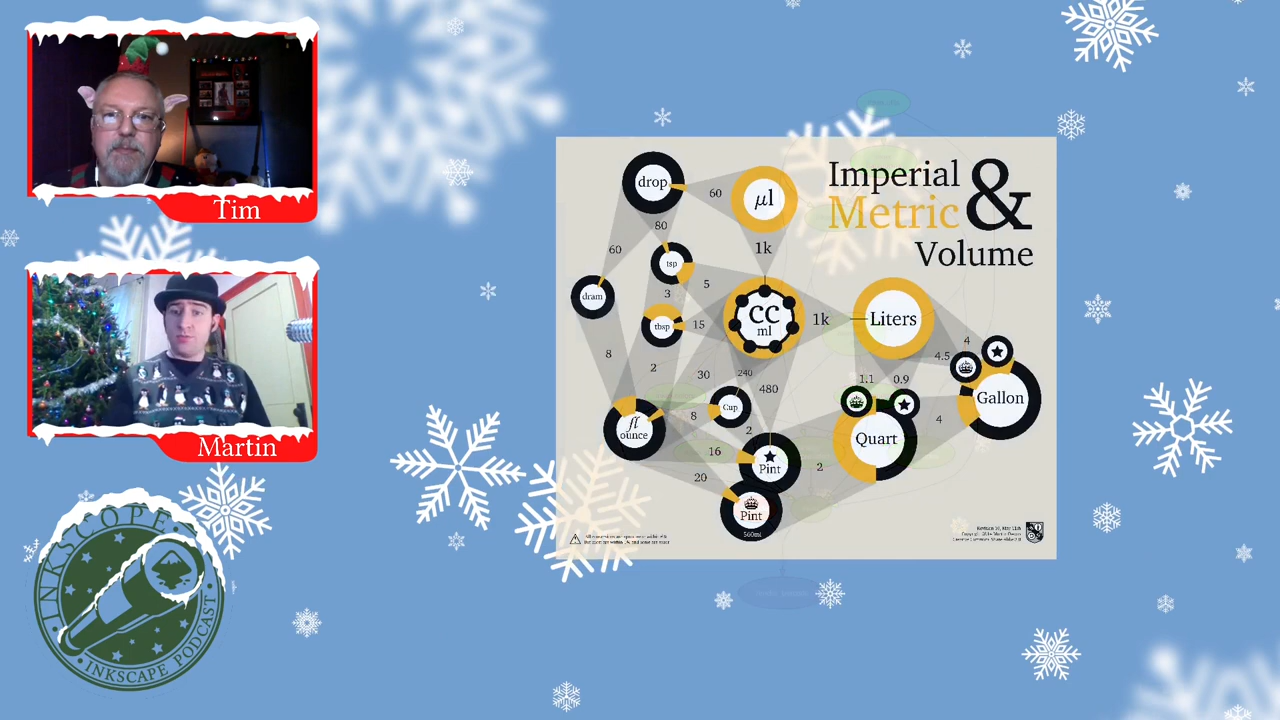 Tim
Martin
INKSCOPE
INKSCAPE PODCAST
Imperial
&
Metric
Volume
drop
60
µl
80
60
1k
tsp
5
dram
3
cc
ml
1k
Liters
tbsp
15
8
2
30
240
480
4
4.5
1.1
0.9
Gallon
Cup
8
2
fl
ounce
Quart
4
16
Pint
2
20
Pint
560ml